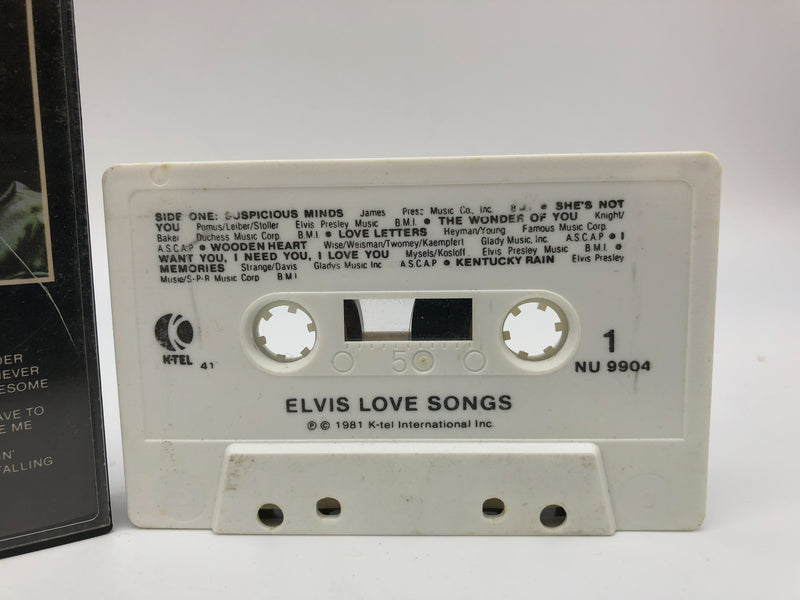 DER
EVER
ESOME
AVE TO
E ME
IN'
FALLING
SIDE ONE: SUSPICIOUS MINDS James Press Music Co., Inc. B.M.I. • SHE'S NOT
YOU Pomus/Leiber/Stoller Elvis Presley Music B.M.I. • THE WONDER OF YOU Knight/
Baker Duchess Music Corp. B.M.I. • LOVE LETTERS Heyman/Young Famous Music Corp.
A.S.C.A.P. • WOODEN HEART Wise/Weisman/Twomey/Kaempfert Glady Music, Inc A.S.C.A.P. • I
WANT YOU, I NEED YOU, I LOVE YOU Mysels/Kosloff Elvis Presley Music B.M.I. •
MEMORIES Strange/Davis Gladys Music Inc A.S.C.A.P. • KENTUCKY RAIN Elvis Presley
Music/S-P-R Music Corp B.M.I
K
K-TEL 41
50
1
NU 9904
ELVIS LOVE SONGS
℗ © 1981 K-tel International Inc.